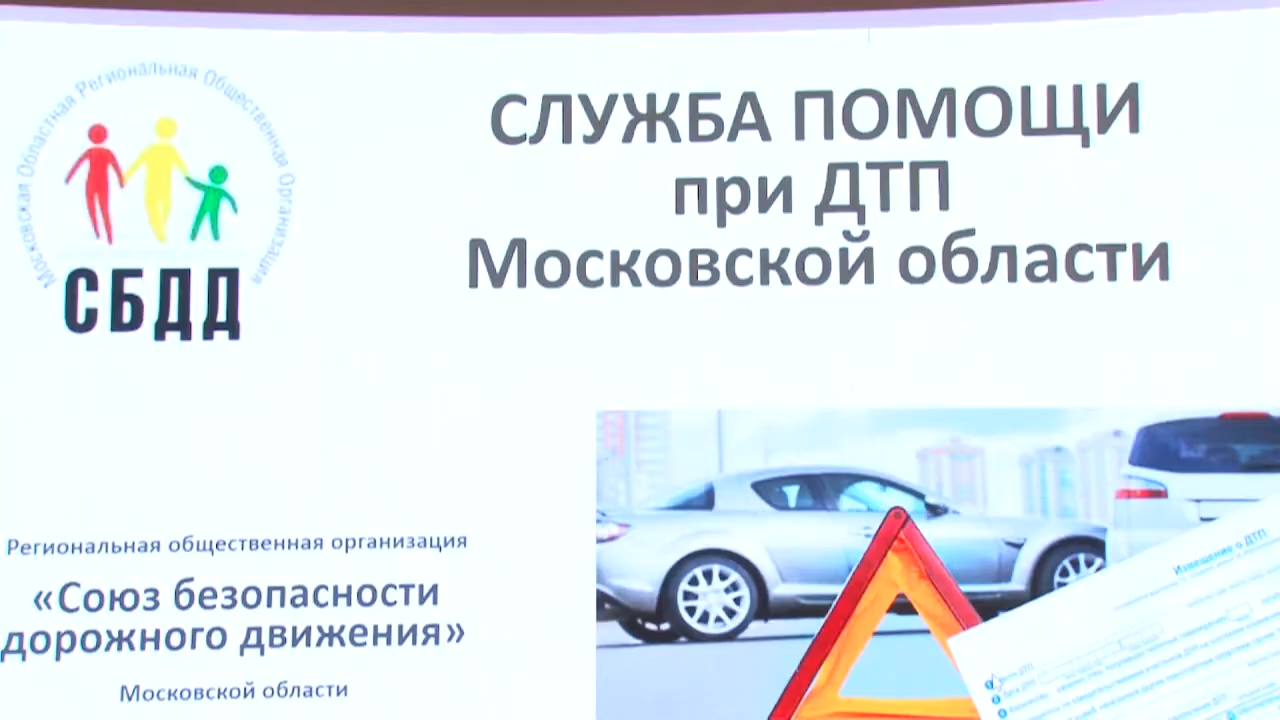 Московская Областная Региональная Общественная Организация
СБДД
СЛУЖБА ПОМОЩИ
при ДТП
Московской области
Региональная общественная организация
«Союз безопасности
дорожного движения»
Московской области
Извещение о ДТП